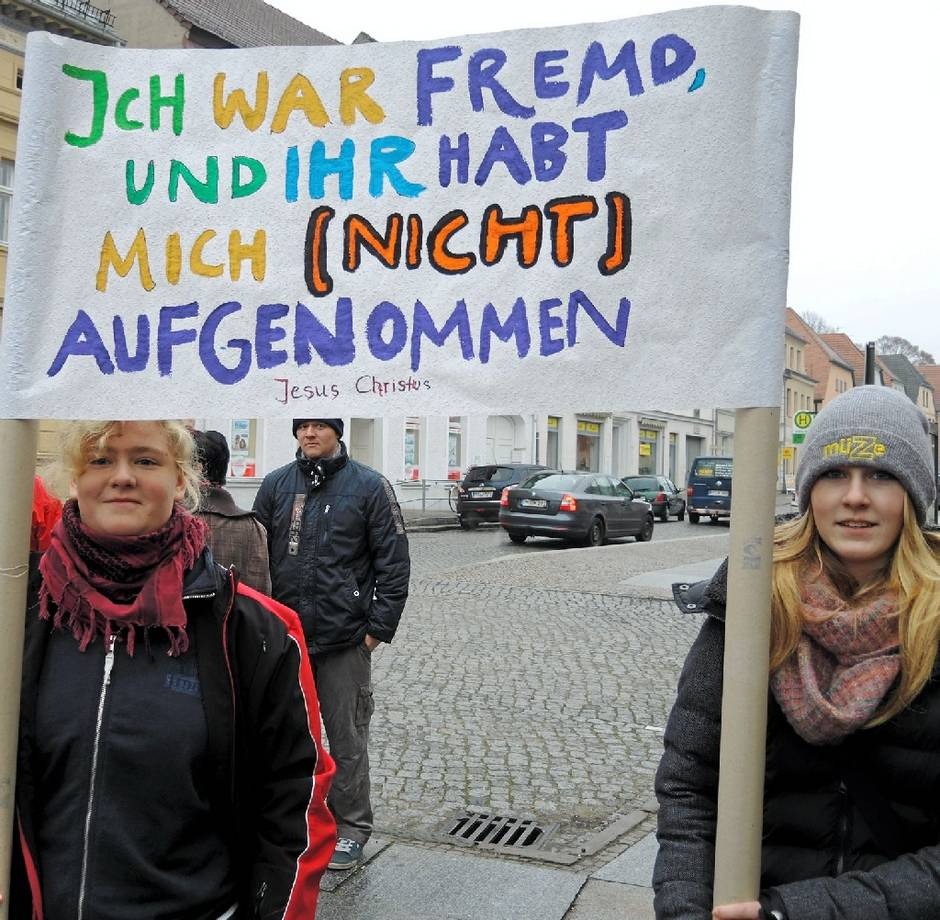 JCH WAR FREMD,
UND IHR HABT
MICH (NICHT)
AUFGENOMMEN
Jesus Christus
müZe
H